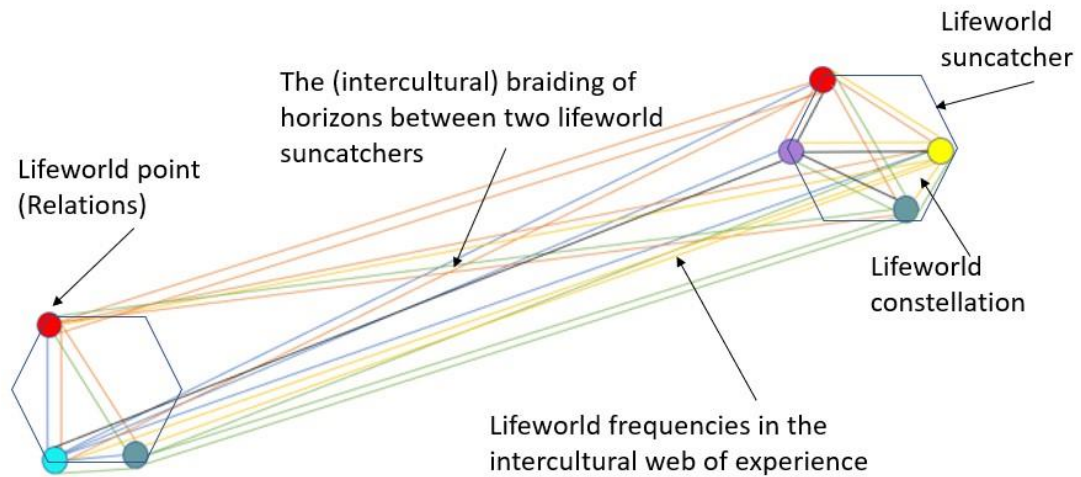 Lifeworld
suncatcher
The (intercultural) braiding of
horizons between two lifeworld
suncatchers
Lifeworld point
(Relations)
Lifeworld
constellation
Lifeworld frequencies in the
intercultural web of experience